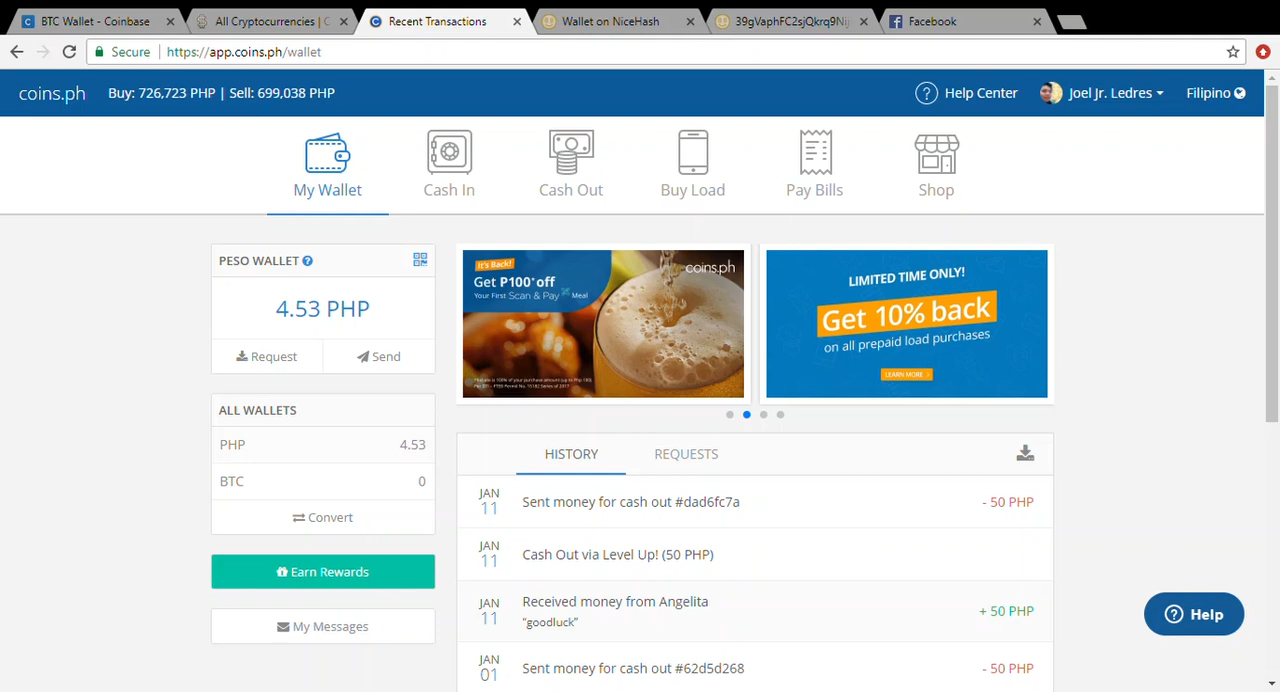 BTC Wallet - Coinbase
All Cryptocurrencies | C
Recent Transactions
Wallet on NiceHash
39gVaphFC2sjQkrq9Nij
Facebook
Secure
https://app.coins.ph/wallet
coins.ph
Buy: 726,723 PHP | Sell: 699,038 PHP
? Help Center
Joel Jr. Ledres
Filipino
My Wallet
Cash In
Cash Out
Buy Load
Pay Bills
Shop
PESO WALLET ?
4.53 PHP
Request
Send
ALL WALLETS
PHP 4.53
BTC 0
Convert
Earn Rewards
My Messages
It's Back!
Get P100* off
Your First Scan & Pay Meal
coins.ph
LIMITED TIME ONLY!
Get 10% back
on all prepaid load purchases
LEARN MORE >
HISTORY
REQUESTS
JAN 11
Sent money for cash out #dad6fc7a
- 50 PHP
JAN 11
Cash Out via Level Up! (50 PHP)
JAN 11
Received money from Angelita
"goodluck"
+ 50 PHP
JAN 01
Sent money for cash out #62d5d268
- 50 PHP
? Help